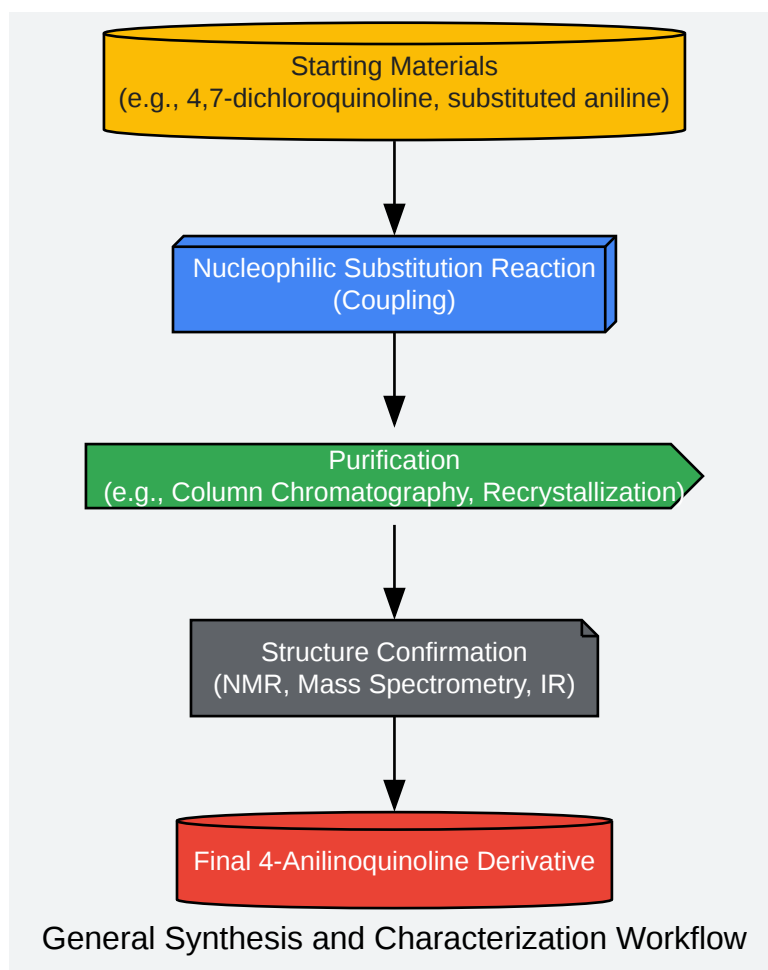 Starting Materials
(e.g., 4,7-dichloroquinoline, substituted aniline)
Nucleophilic Substitution Reaction
(Coupling)
Purification
(e.g., Column Chromatography, Recrystallization)
Structure Confirmation
(NMR, Mass Spectrometry, IR)
Final 4-Anilinoquinoline Derivative
General Synthesis and Characterization Workflow